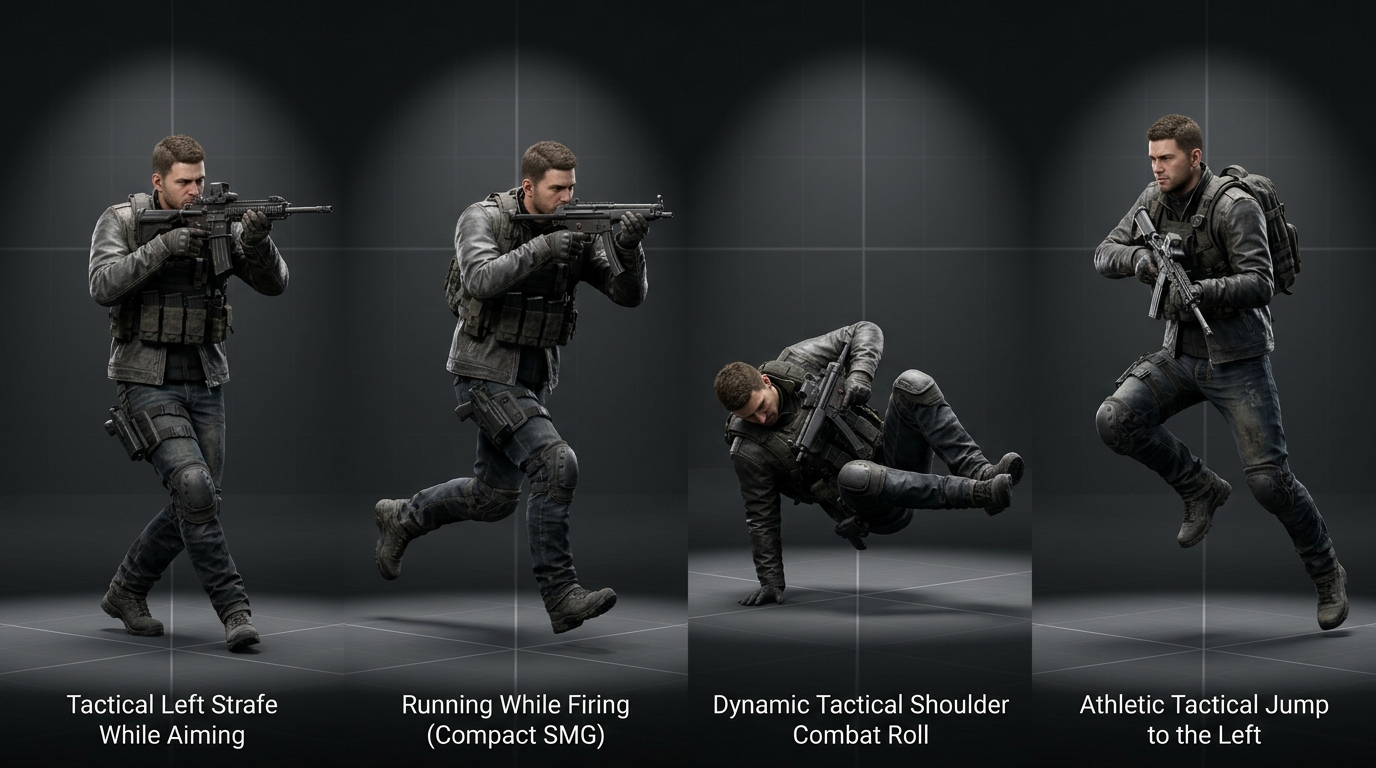 Tactical Left Strafe
While Aiming
Running While Firing
(Compact SMG)
Dynamic Tactical Shoulder
Combat Roll
Athletic Tactical Jump
to the Left